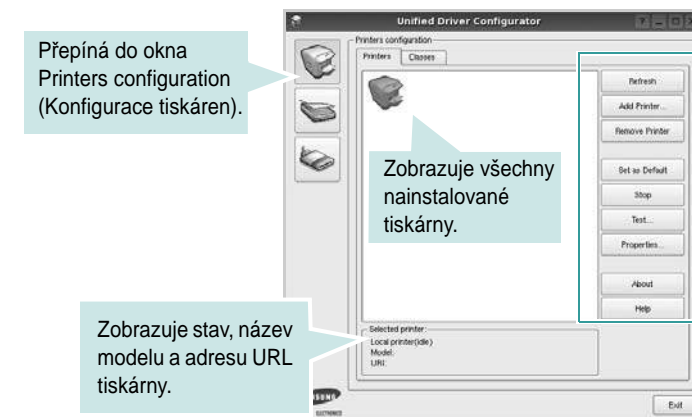 Unified Driver Configurator
Přepíná do okna
Printers configuration
(Konfigurace tiskáren).
Printers configuration
Printers
Classes
Refresh
Add Printer...
Remove Printer
Set as Default
Stop
Test...
Properties...
About
Help
Zobrazuje všechny
nainstalované
tiskárny.
Zobrazuje stav, název
modelu a adresu URL
tiskárny.
Selected printer:
Local printer(idle)
Model:
URI:
ELECTRONICS
Exit